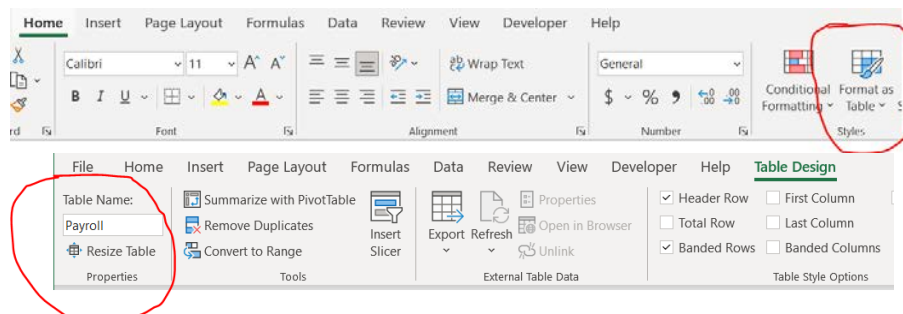 Home Insert Page Layout Formulas Data Review View Developer Help
Calibri 11 A^ A˅ Wrap Text General
B I U A Merge & Center $ % 9 .00 .00 Conditional Format as
Formatting Table
rd Font Alignment Number Styles
File Home Insert Page Layout Formulas Data Review View Developer Help Table Design
Table Name: Summarize with PivotTable Properties Header Row First Column
Payroll Remove Duplicates Insert Export Refresh Open in Browser Total Row Last Column
Resize Table Convert to Range Slicer Unlink Banded Rows Banded Columns
Properties Tools External Table Data Table Style Options